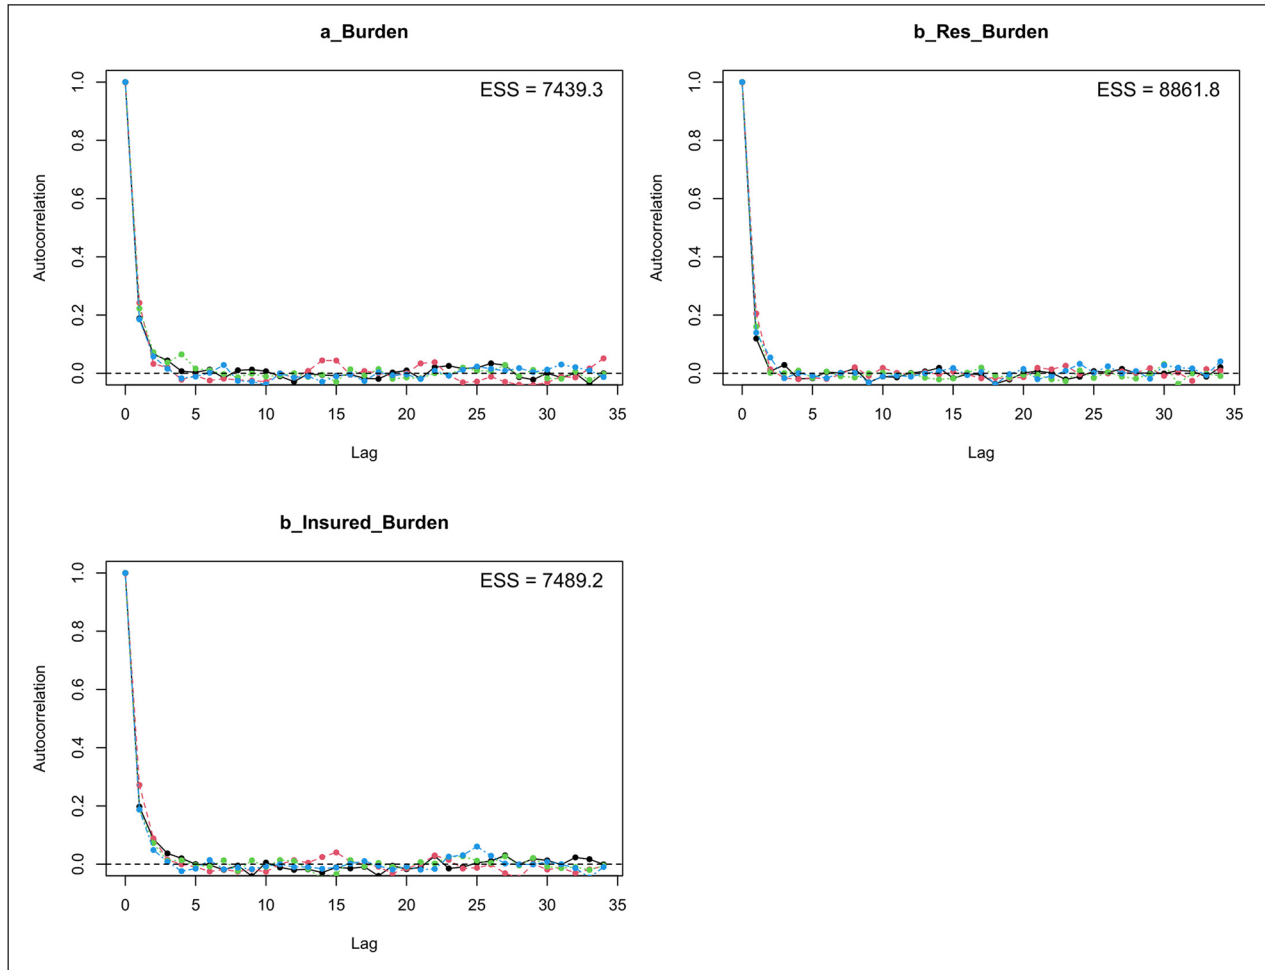 a_Burden
ESS = 7439.3
1.0
0.8
0.6
0.4
0.2
0.0
Autocorrelation
0 5 10 15 20 25 30 35
Lag
b_Res_Burden
ESS = 8861.8
1.0
0.8
0.6
0.4
0.2
0.0
Autocorrelation
0 5 10 15 20 25 30 35
Lag
b_Insured_Burden
ESS = 7489.2
1.0
0.8
0.6
0.4
0.2
0.0
Autocorrelation
0 5 10 15 20 25 30 35
Lag